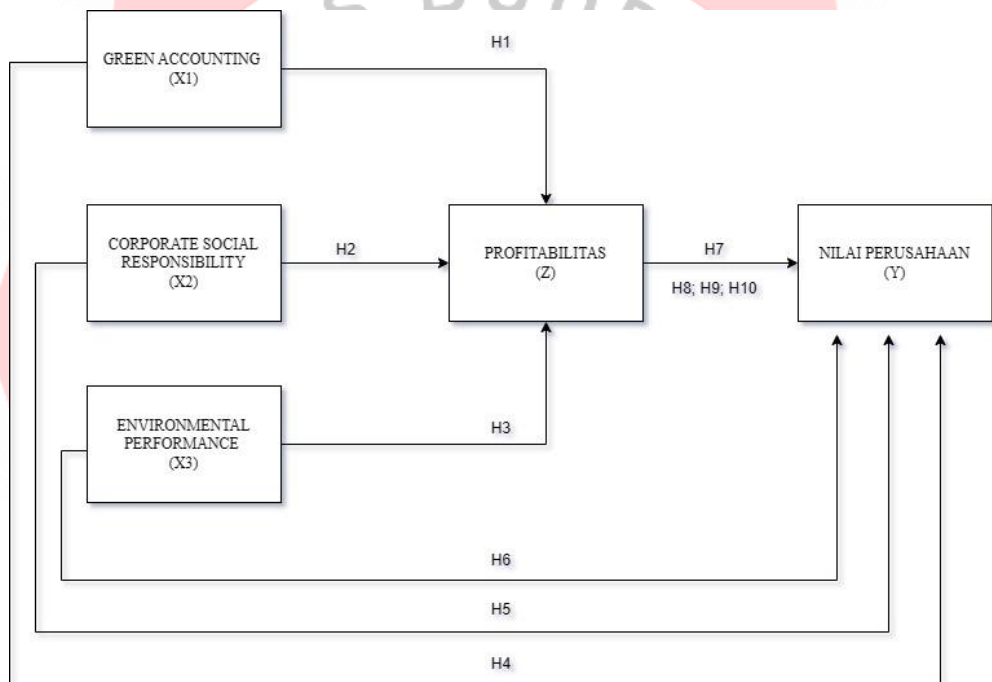 H1
GREEN ACCOUNTING
(X1)
CORPORATE SOCIAL
RESPONSIBILITY
(X2)
H2
PROFITABILITAS
(Z)
H7
H8; H9; H10
NILAI PERUSAHAAN
(Y)
ENVIRONMENTAL
PERFORMANCE
(X3)
H3
H6
H5
H4